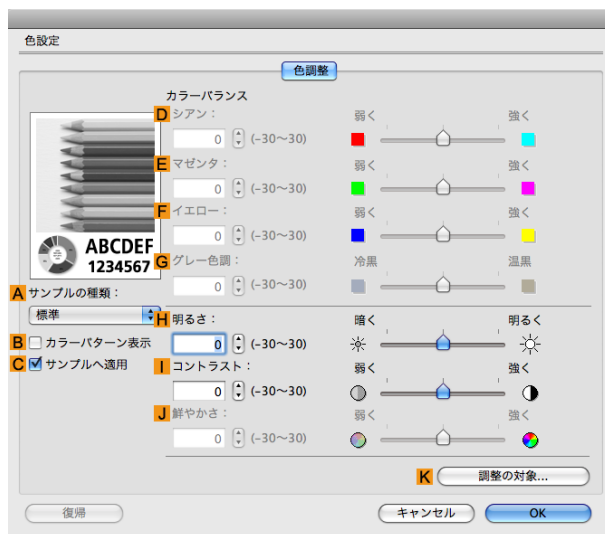 色設定
色調整
カラーバランス
D シアン： 弱く 強く
0 (-30～30)
E マゼンタ： 弱く 強く
0 (-30～30)
F イエロー： 弱く 強く
0 (-30～30)
G グレー色調： 冷黒 温黒
0 (-30～30)
ABCDEF
1234567
A サンプルの種類：
標準
B カラーパターン表示
C サンプルへ適用
H 明るさ： 暗く 明るく
0 (-30～30)
I コントラスト： 弱く 強く
0 (-30～30)
J 鮮やかさ： 弱く 強く
0 (-30～30)
K 調整の対象...
復帰 キャンセル OK